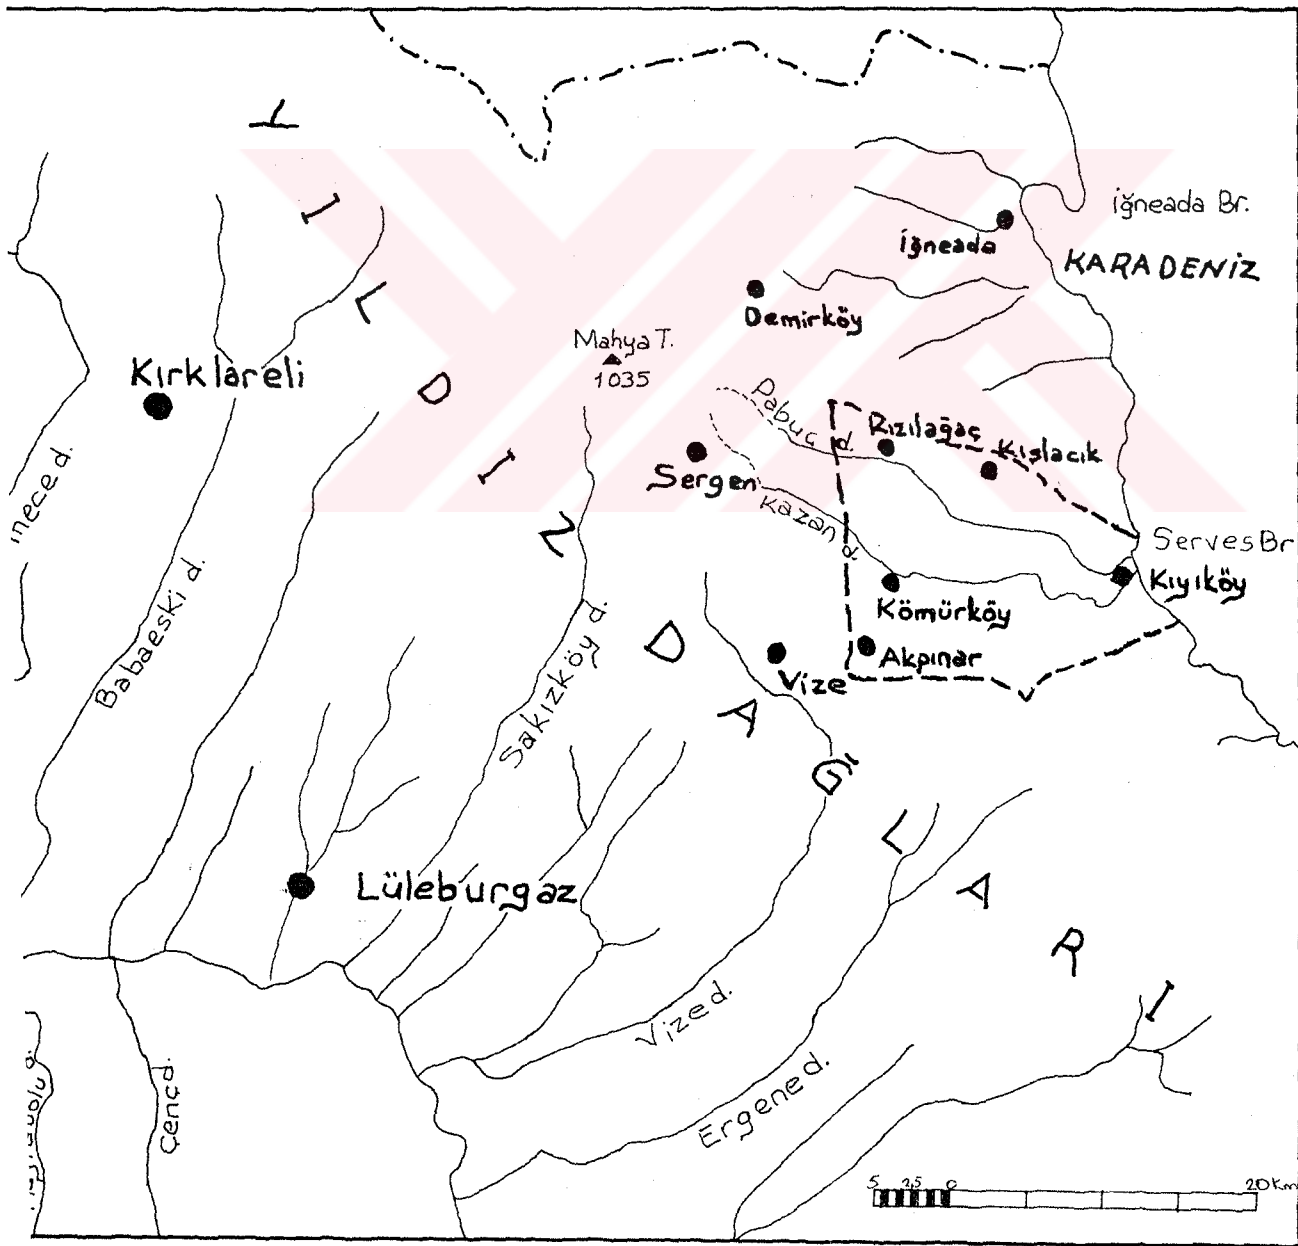 YILDIZ DAĞLARI
İğneada Br.
İğneada
KARADENİZ
Demirköy
Mahya T.
1035
Kırklareli
Pabuç d.
Rızılağaç
Kışlacık
Sergen
Kazan d.
Serves Br
Kıyıköy
Kömürköy
Akpınar
Vize
inece d.
Babaeski d.
Sakızköy d.
Lüleburgaz
Vize d.
Ergene d.
Çenç d.
5 2,5 0 20 Km